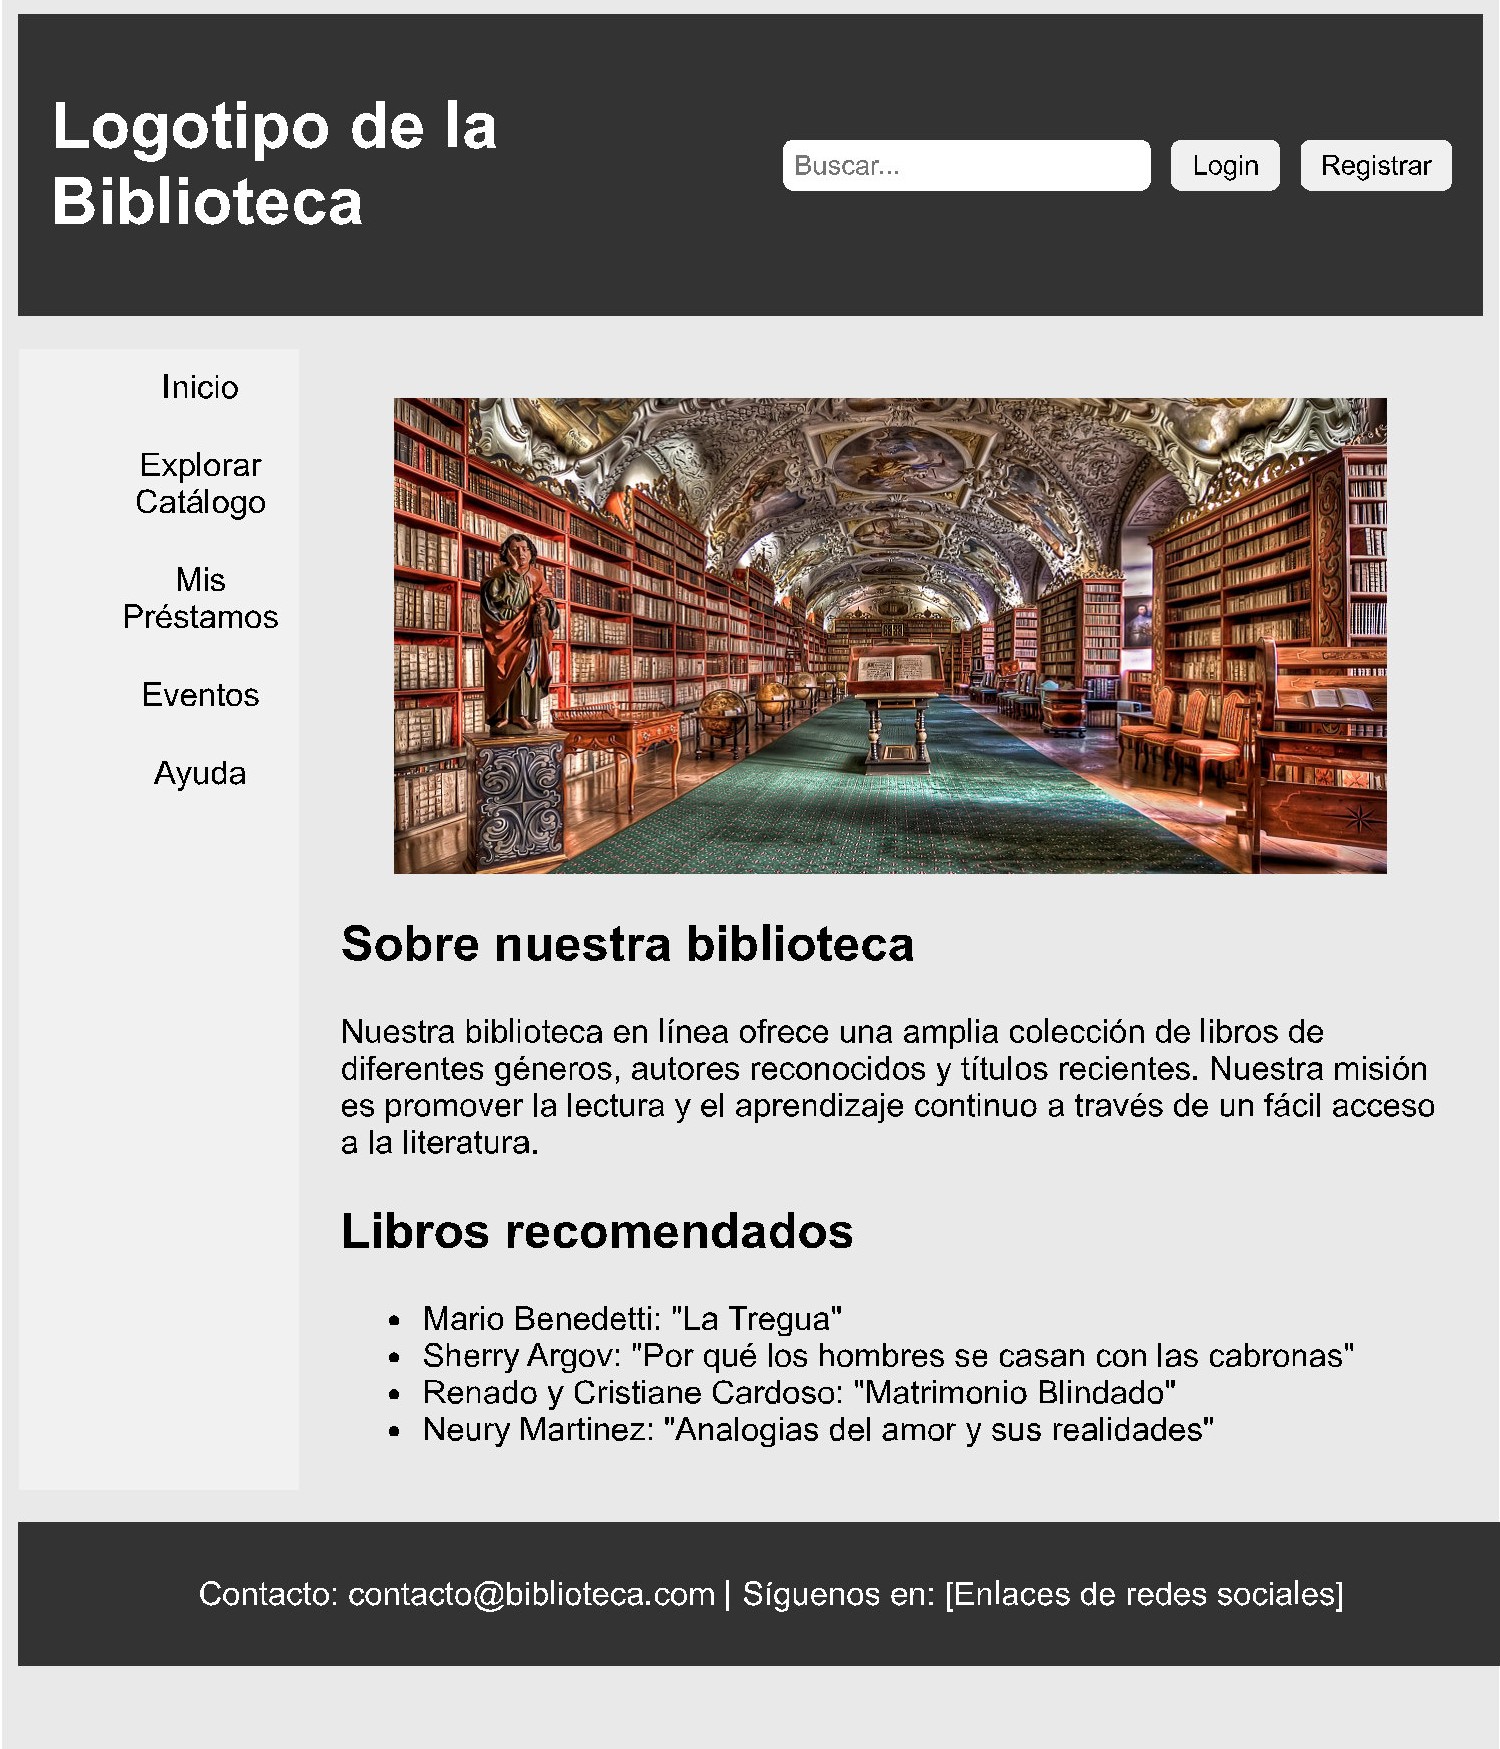 Logotipo de la
Biblioteca
Buscar...
Login
Registrar
Inicio
Explorar
Catálogo
Mis
Préstamos
Eventos
Ayuda
Sobre nuestra biblioteca
Nuestra biblioteca en línea ofrece una amplia colección de libros de
diferentes géneros, autores reconocidos y títulos recientes. Nuestra misión
es promover la lectura y el aprendizaje continuo a través de un fácil acceso
a la literatura.
Libros recomendados
• Mario Benedetti: "La Tregua"
• Sherry Argov: "Por qué los hombres se casan con las cabronas"
• Renado y Cristiane Cardoso: "Matrimonio Blindado"
• Neury Martinez: "Analogias del amor y sus realidades"
Contacto: contacto@biblioteca.com | Síguenos en: [Enlaces de redes sociales]